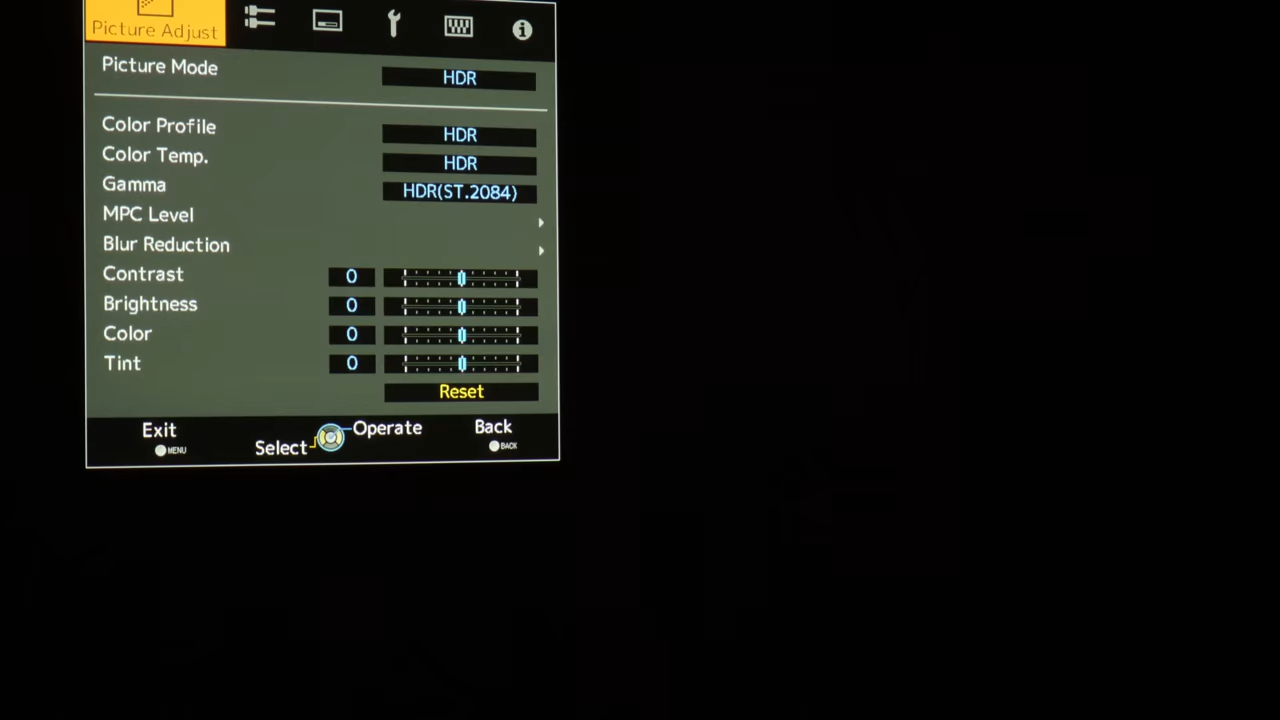 Picture Adjust
Picture Mode HDR
Color Profile HDR
Color Temp. HDR
Gamma HDR(ST.2084)
MPC Level
Blur Reduction
Contrast 0
Brightness 0
Color 0
Tint 0
Reset
Exit Select Operate Back
MENU BACK